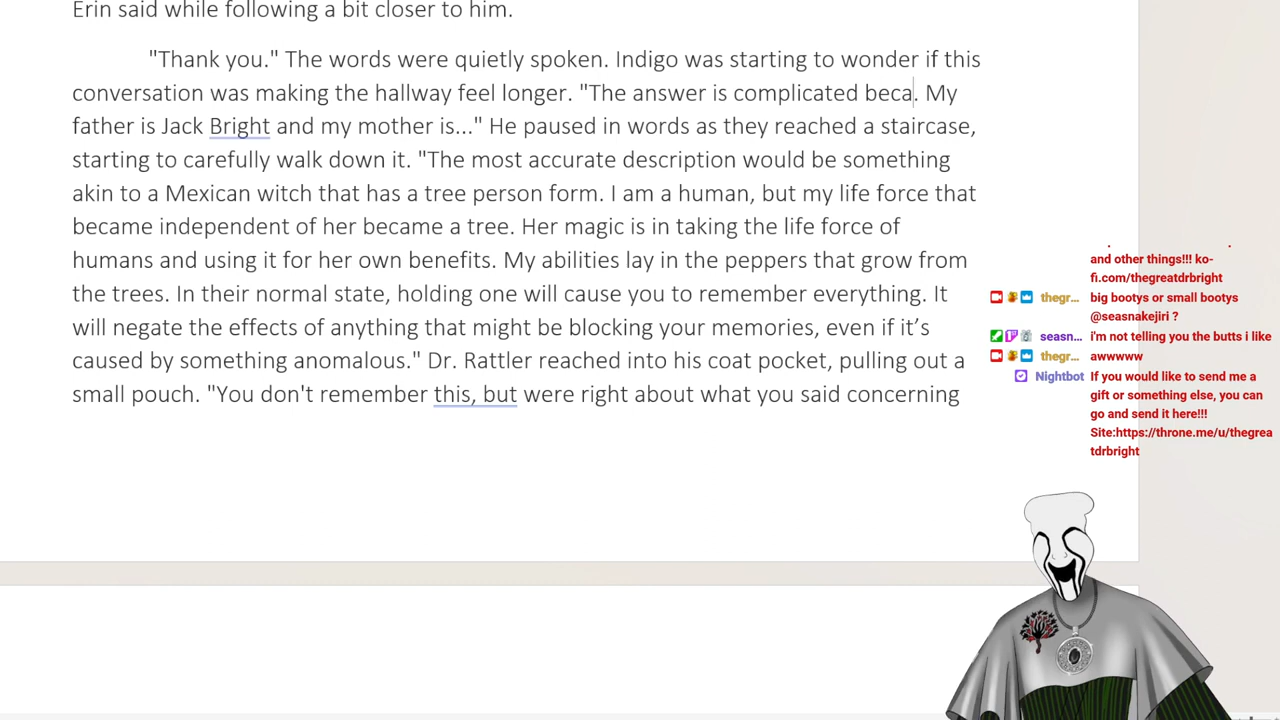 Erin said while following a bit closer to him.
"Thank you." The words were quietly spoken. Indigo was starting to wonder if this
conversation was making the hallway feel longer. "The answer is complicated beca. My
father is Jack Bright and my mother is..." He paused in words as they reached a staircase,
starting to carefully walk down it. "The most accurate description would be something
akin to a Mexican witch that has a tree person form. I am a human, but my life force that
became independent of her became a tree. Her magic is in taking the life force of
humans and using it for her own benefits. My abilities lay in the peppers that grow from
the trees. In their normal state, holding one will cause you to remember everything. It
will negate the effects of anything that might be blocking your memories, even if it’s
caused by something anomalous." Dr. Rattler reached into his coat pocket, pulling out a
small pouch. "You don't remember this, but were right about what you said concerning
and other things!!! ko-
fi.com/thegreatdrbright
thegr... big bootys or small bootys
@seasnakejiri ?
seasn... i'm not telling you the butts i like
thegr... awwwww
Nightbot If you would like to send me a
gift or something else, you can
go and send it here!!!
Site:https://throne.me/u/thegrea
tdrbright